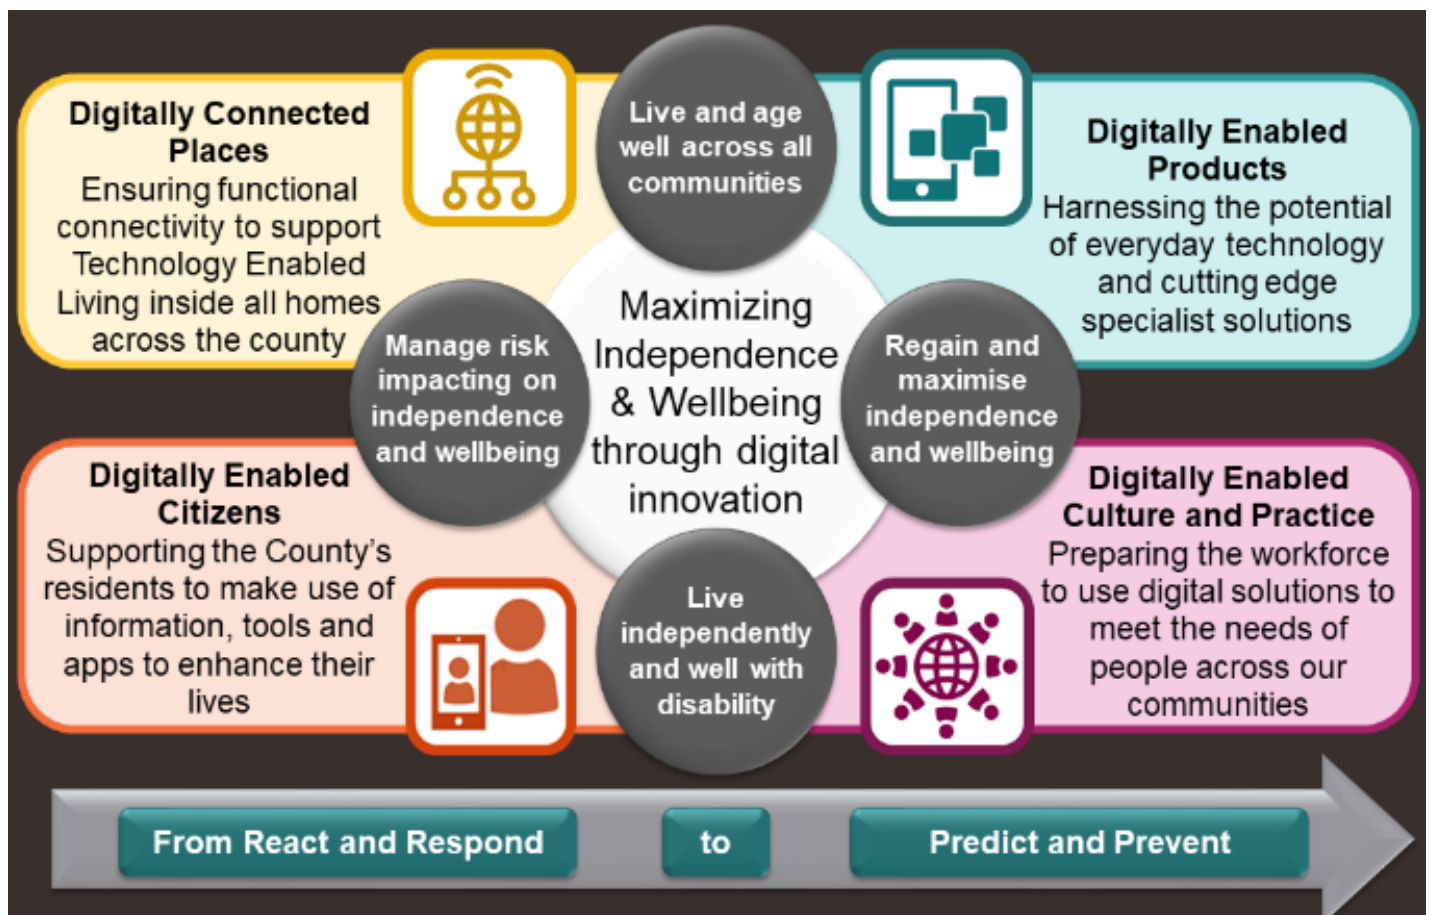 Digitally Connected
Places
Ensuring functional
connectivity to support
Technology Enabled
Living inside all homes
across the county
Live and age
well across all
communities
Digitally Enabled
Products
Harnessing the potential
of everyday technology
and cutting edge
specialist solutions
Manage risk
impacting on
independence
and wellbeing
Maximizing
Independence
& Wellbeing
through digital
innovation
Regain and
maximise
independence
and wellbeing
Digitally Enabled
Citizens
Supporting the County's
residents to make use of
information, tools and
apps to enhance their
lives
Live
independently
and well with
disability
Digitally Enabled
Culture and Practice
Preparing the workforce
to use digital solutions to
meet the needs of
people across our
communities
From React and Respond
to
Predict and Prevent